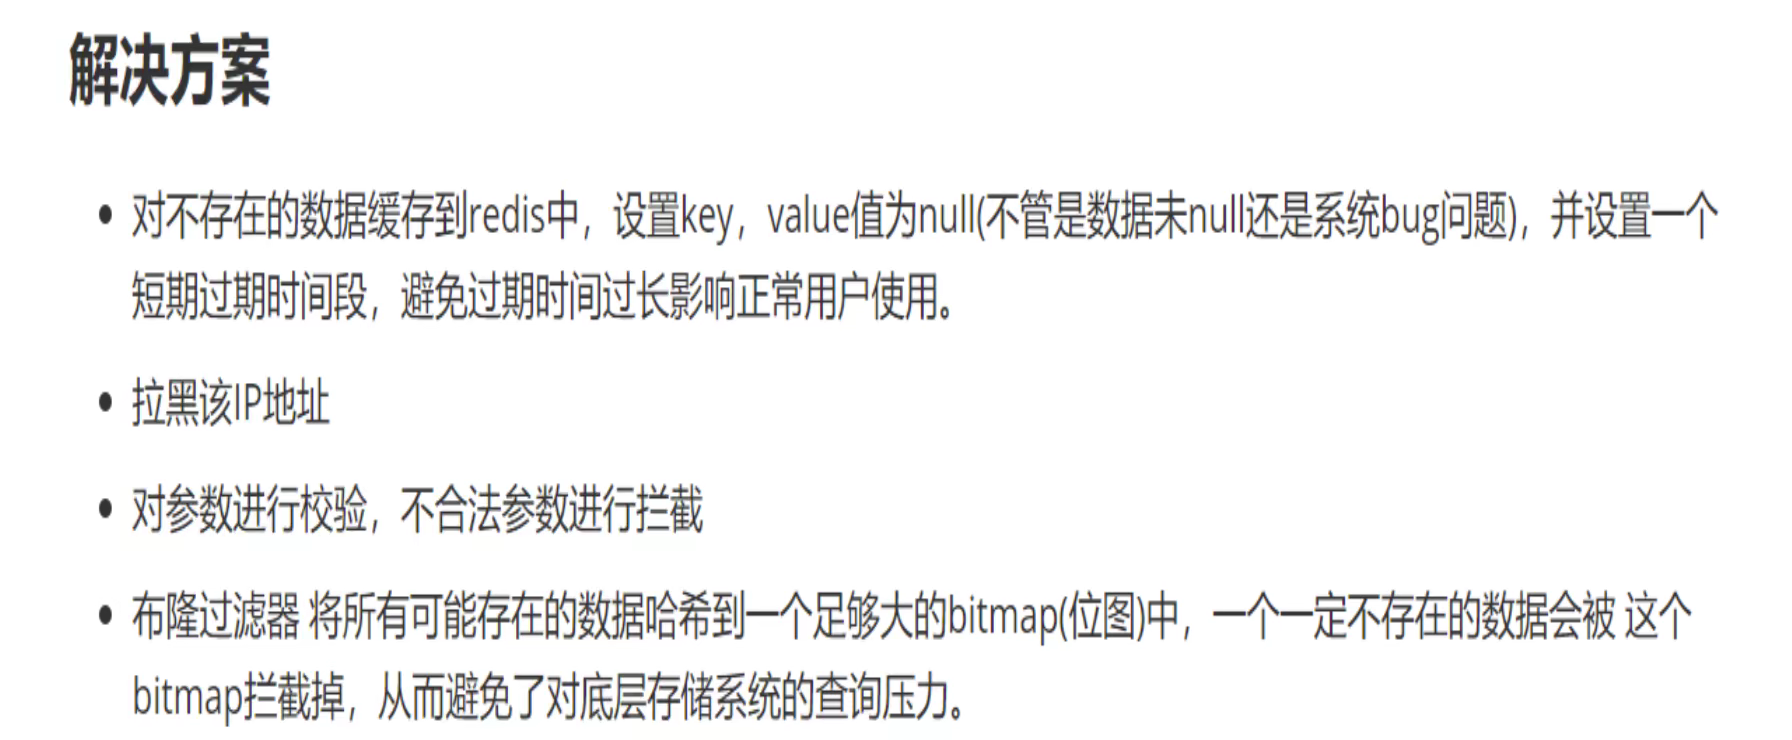 解决方案
• 对不存在的数据缓存到redis中，设置key，value值为null(不管是数据未null还是系统bug问题)，并设置一个
短期过期时间段，避免过期时间过长影响正常用户使用。
• 拉黑该IP地址
• 对参数进行校验，不合法参数进行拦截
• 布隆过滤器 将所有可能存在的数据哈希到一个足够大的bitmap(位图)中，一个一定不存在的数据会被 这个
bitmap拦截掉，从而避免了对底层存储系统的查询压力。